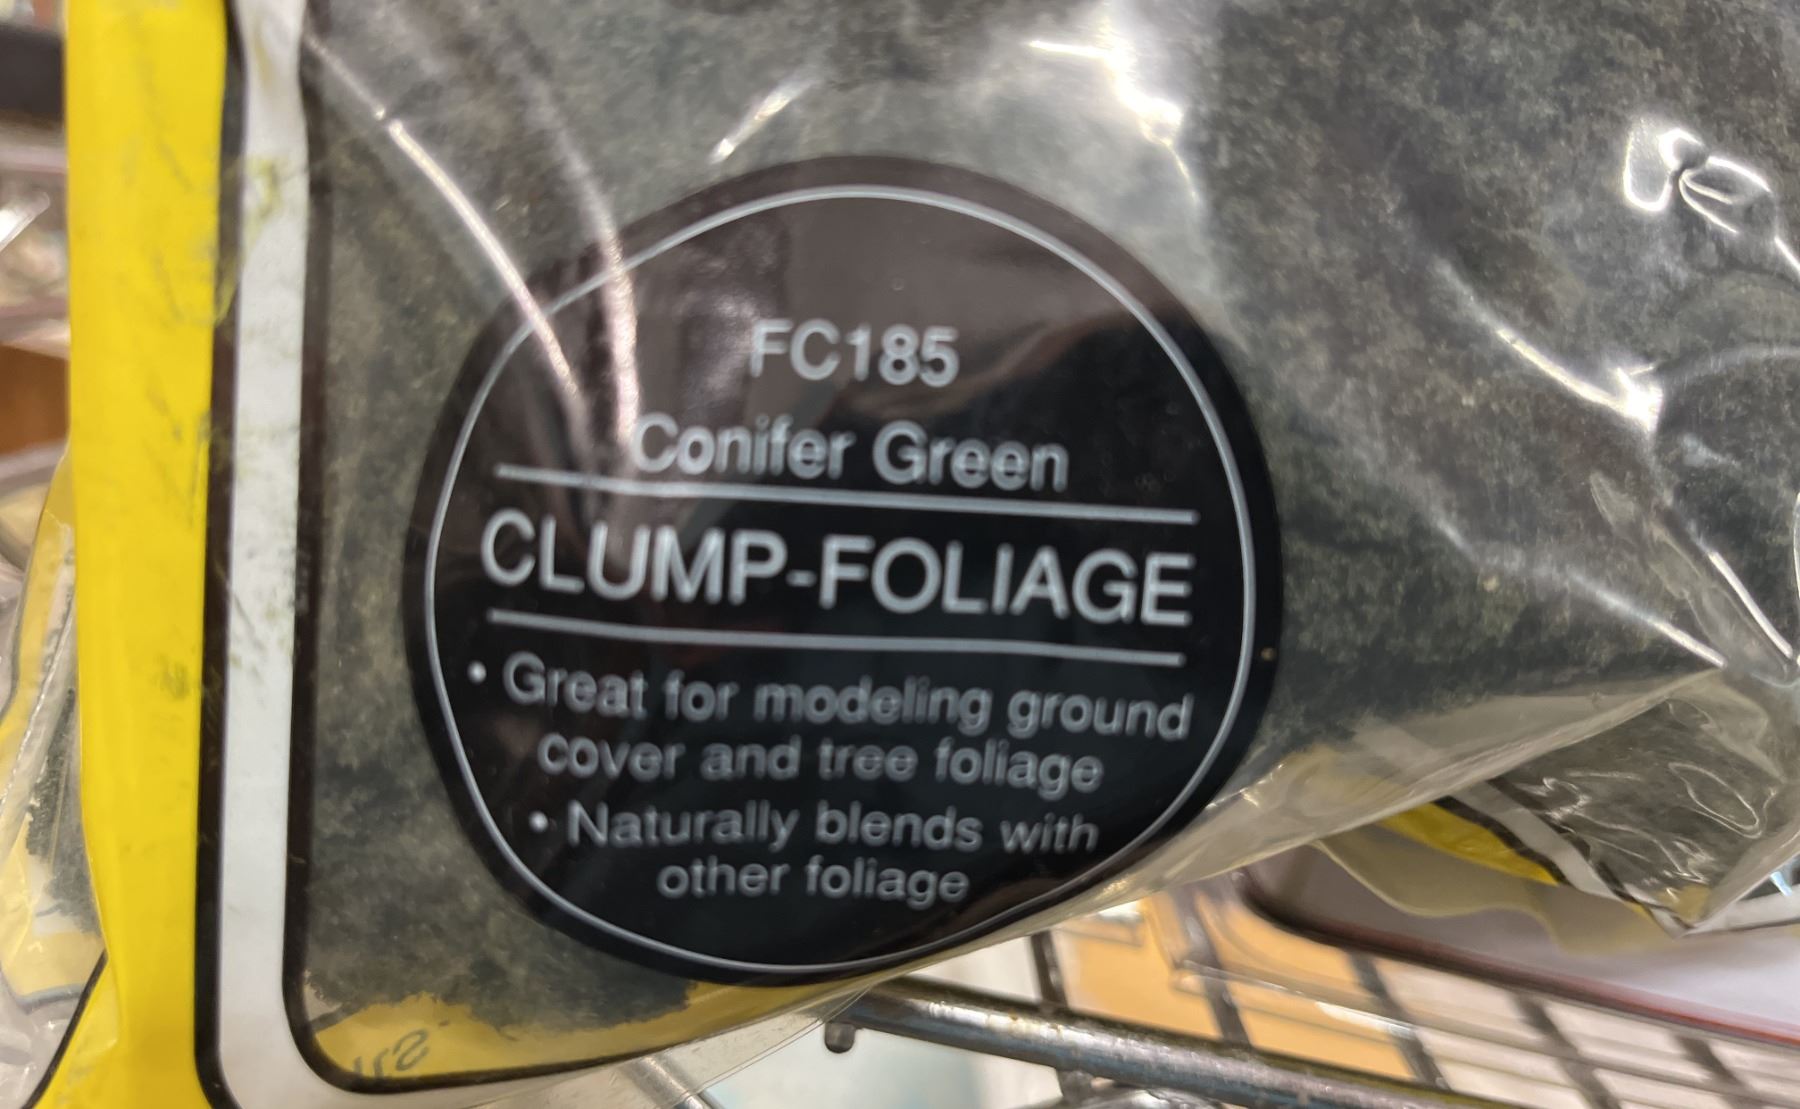 FC185
Conifer Green
CLUMP-FOLIAGE
• Great for modeling ground
cover and tree foliage
• Naturally blends with
other foliage